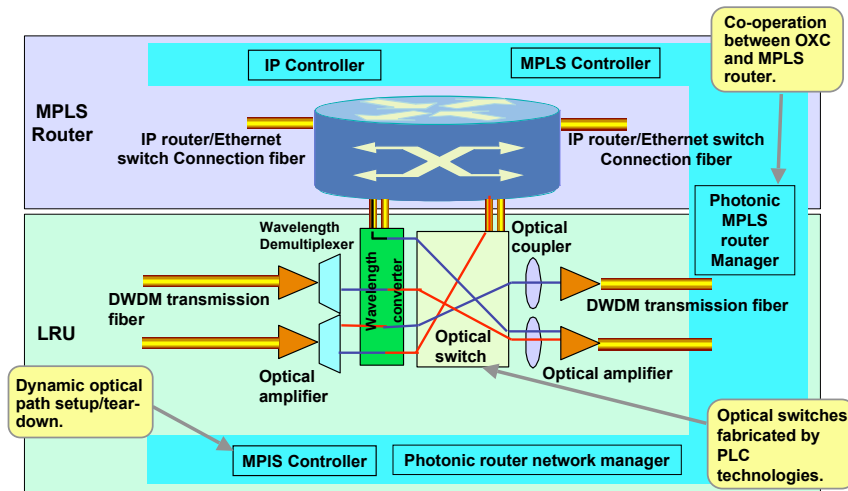 Co-operation
between OXC
and MPLS
router.
IP Controller
MPLS Controller
MPLS
Router
IP router/Ethernet
switch Connection fiber
IP router/Ethernet switch
Connection fiber
Photonic
MPLS
router
Manager
Wavelength
Demultiplexer
Optical
coupler
Wavelength
converter
DWDM transmission
fiber
DWDM transmission fiber
LRU
Optical
switch
Optical
amplifier
Optical amplifier
Dynamic optical
path setup/tear-
down.
Optical switches
fabricated by
PLC
technologies.
MPIS Controller
Photonic router network manager